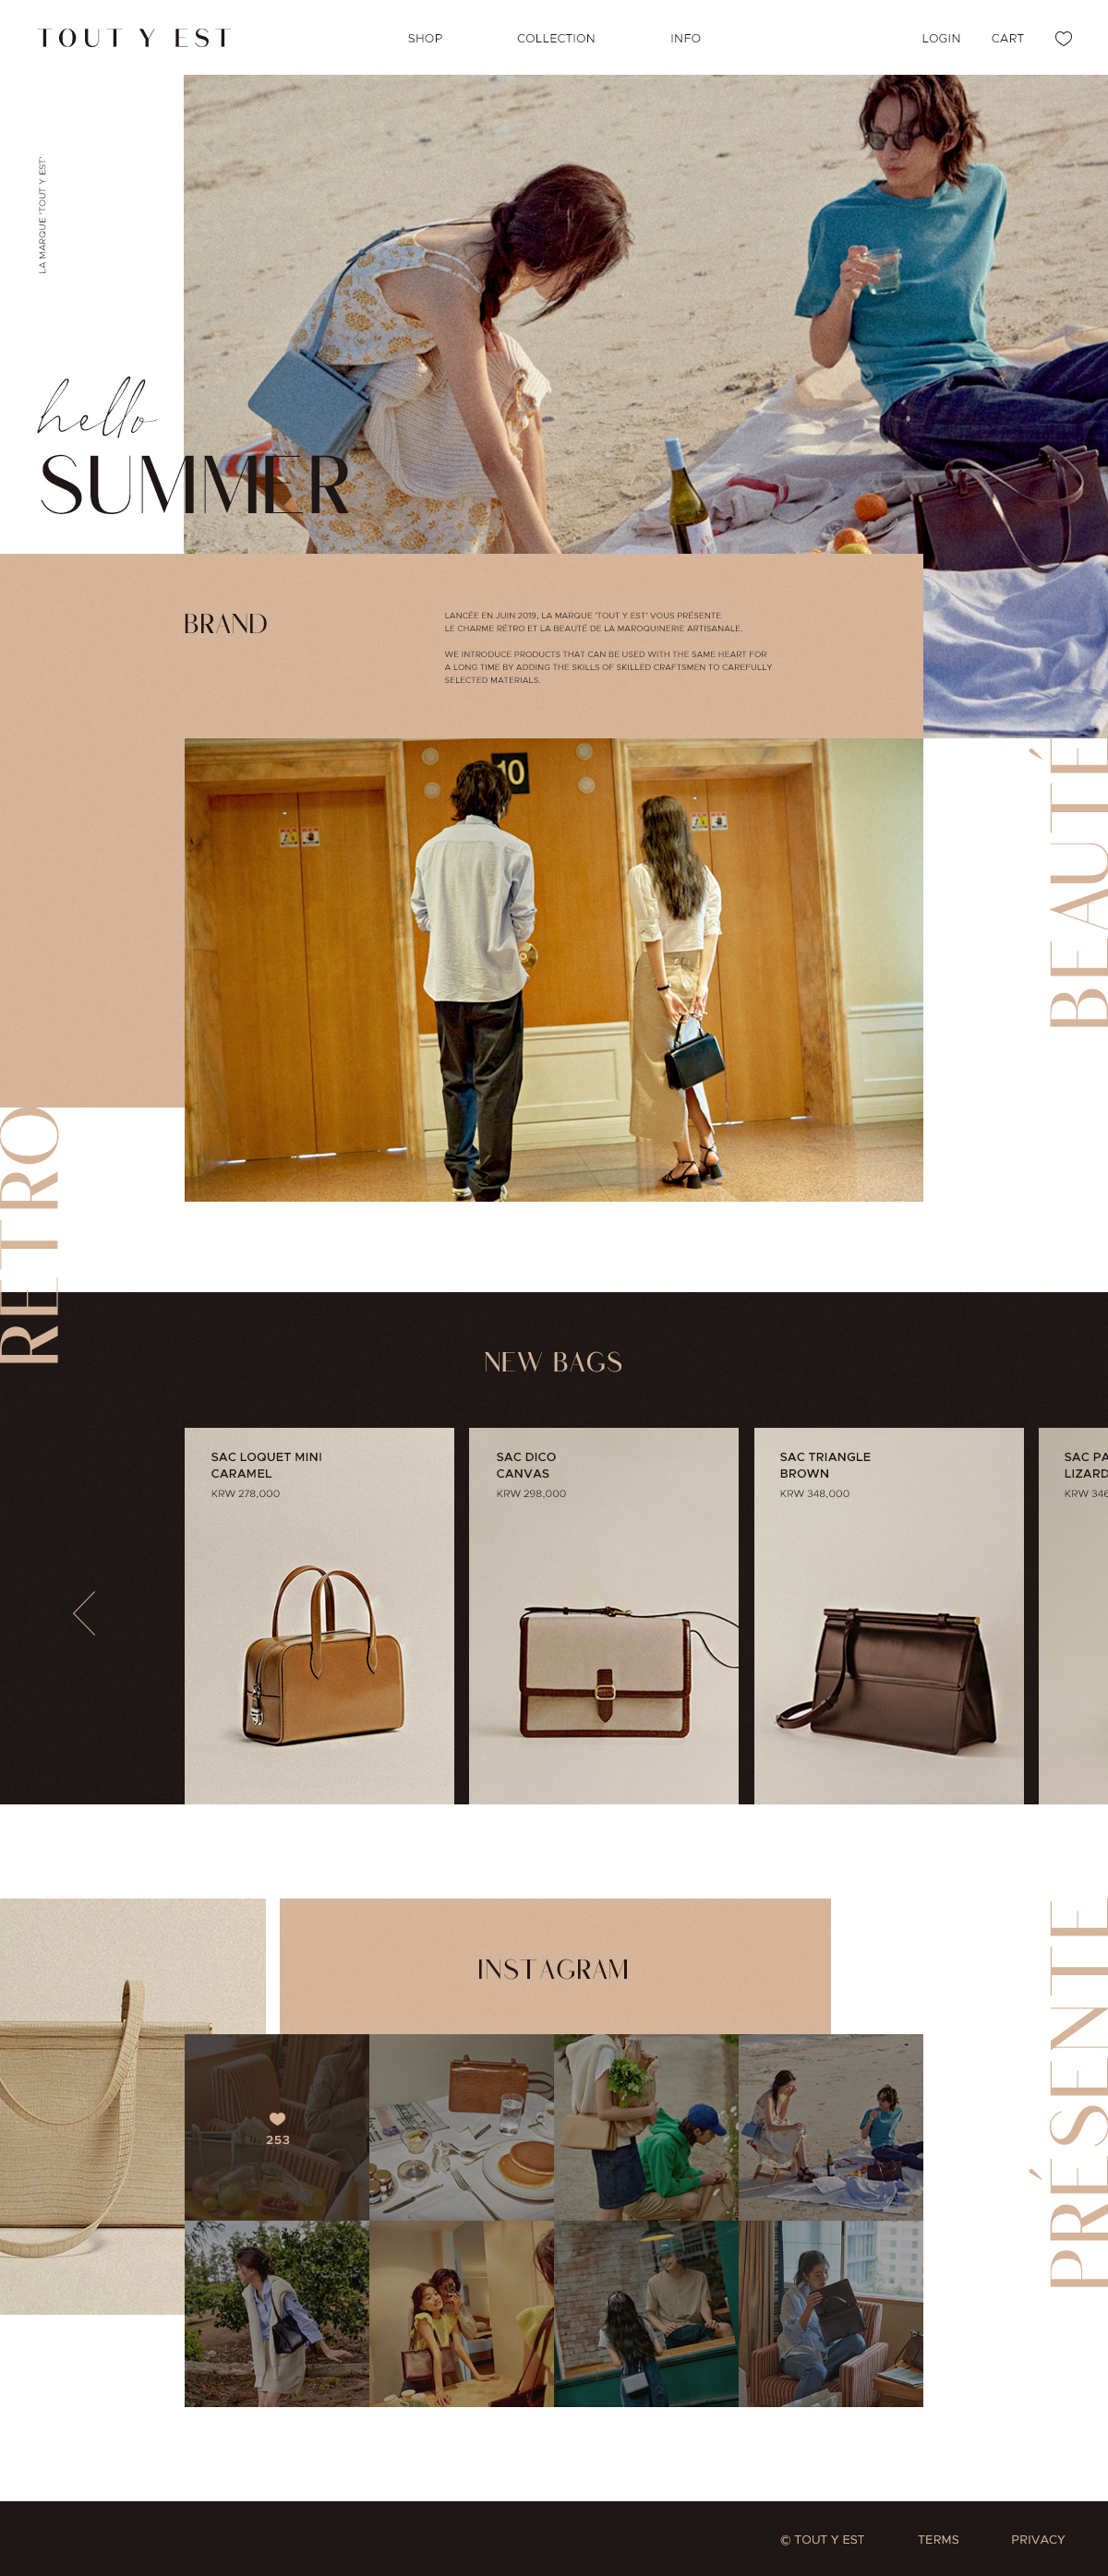 TOUT Y EST
SHOP
COLLECTION
INFO
LOGIN
CART
LA MARQUE 'TOUT Y EST'
hello
SUMMER
BRAND
LANCÉE EN JUIN 2019, LA MARQUE 'TOUT Y EST' VOUS PRÉSENTE
LE CHARME RÉTRO ET LA BEAUTÉ DE LA MAROQUINERIE ARTISANALE.
WE INTRODUCE PRODUCTS THAT CAN BE USED WITH THE SAME HEART FOR
A LONG TIME BY ADDING THE SKILLS OF SKILLED CRAFTSMEN TO CAREFULLY
SELECTED MATERIALS.
10
BEAUTÉ
RETRO
NEW BAGS
SAC LOQUET MINI
CARAMEL
KRW 278,000
SAC DICO
CANVAS
KRW 298,000
SAC TRIANGLE
BROWN
KRW 348,000
SAC PA
LIZARD
KRW 346
INSTAGRAM
253
PRÉSENTE
© TOUT Y EST
TERMS
PRIVACY